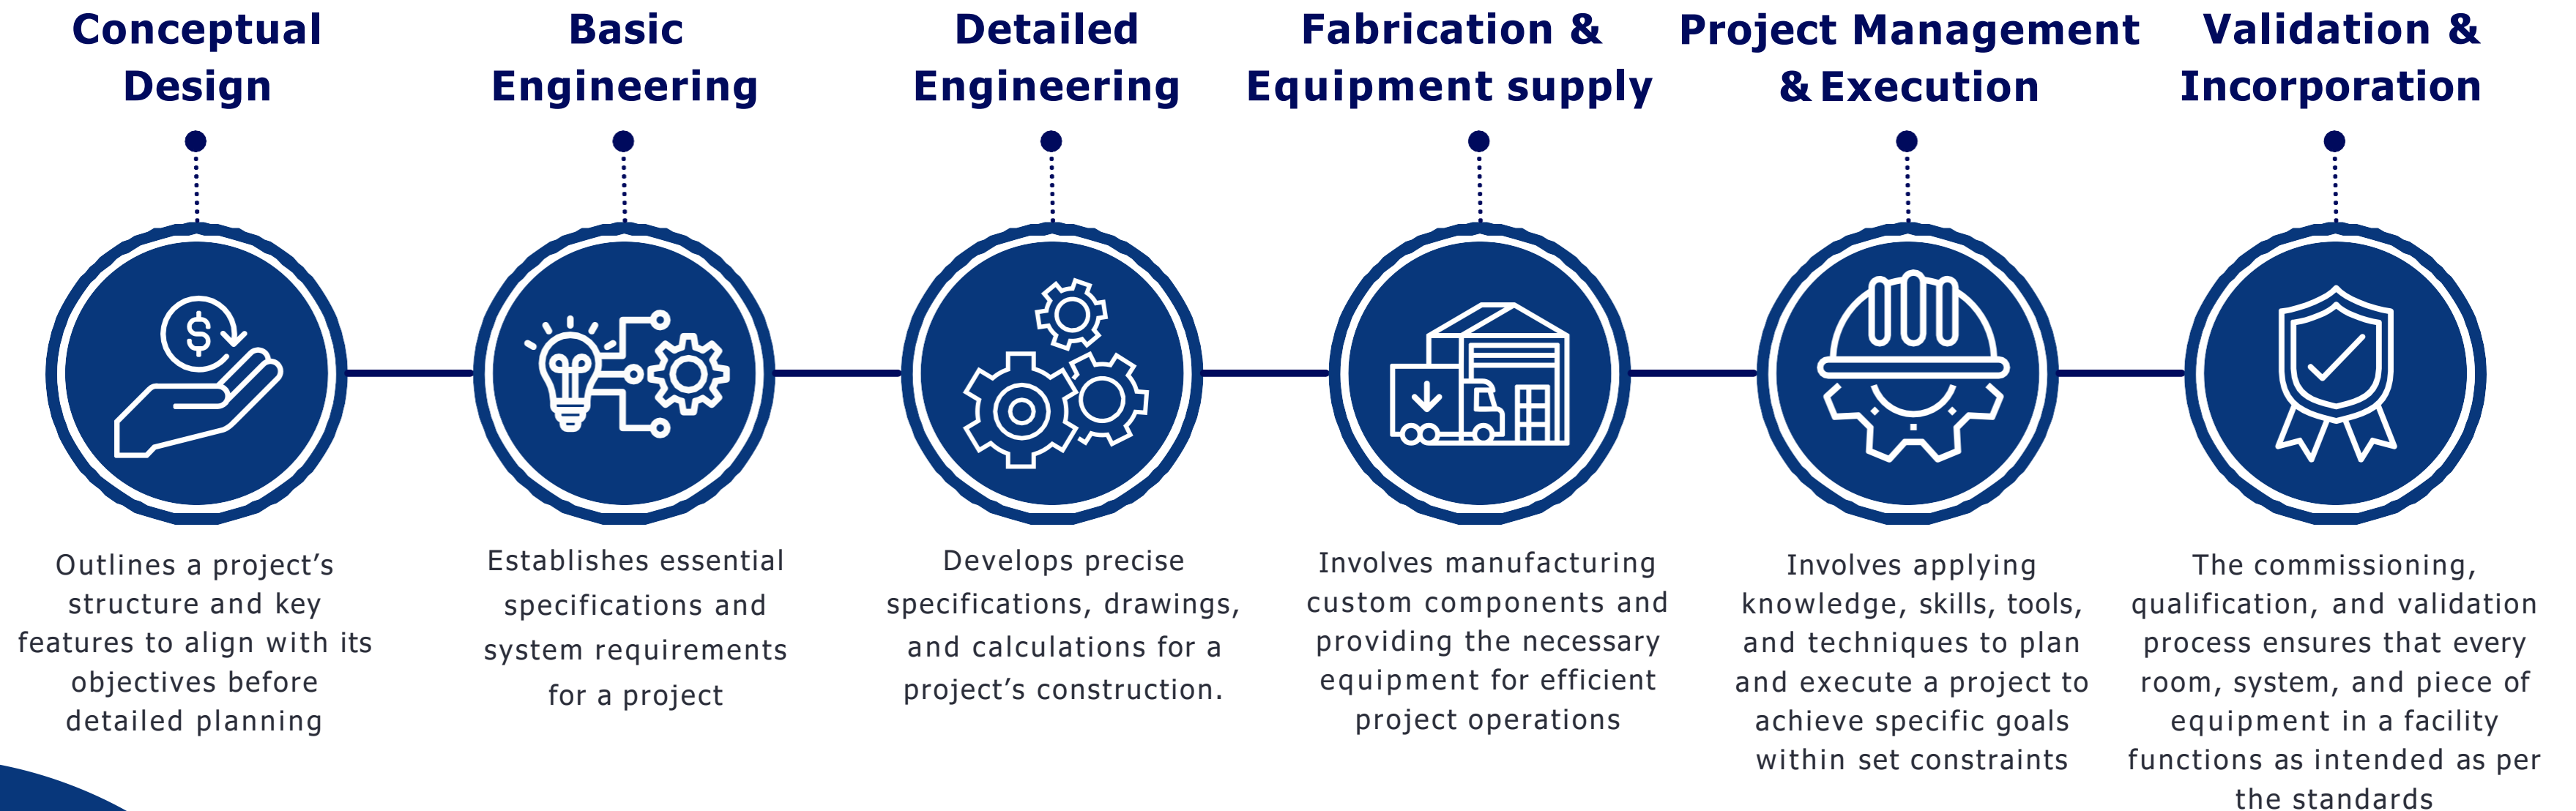 Conceptual
Design
Basic
Engineering
Detailed
Engineering
Fabrication &
Equipment supply
Project Management
& Execution
Validation &
Incorporation
$
Outlines a project’s
structure and key
features to align with its
objectives before
detailed planning
Establishes essential
specifications and
system requirements
for a project
Develops precise
specifications, drawings,
and calculations for a
project’s construction.
Involves manufacturing
custom components and
providing the necessary
equipment for efficient
project operations
Involves applying
knowledge, skills, tools,
and techniques to plan
and execute a project to
achieve specific goals
within set constraints
The commissioning,
qualification, and validation
process ensures that every
room, system, and piece of
equipment in a facility
functions as intended as per
the standards